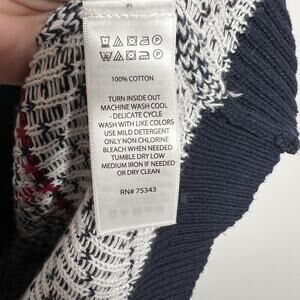 100% COTTON
TURN INSIDE OUT
MACHINE WASH COOL
- DELICATE CYCLE
WASH WITH LIKE COLORS
USE MILD DETERGENT
ONLY NON CHLORINE
BLEACH WHEN NEEDED
TUMBLE DRY LOW
MEDIUM IRON IF NEEDED
OR DRY CLEAN
RN# 75343